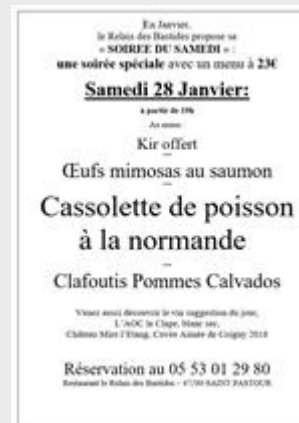 En Janvier,
le Relais des Bastides propose sa
« SOIREE DU SAMEDI » :
une soirée spéciale avec un menu à 23€
Samedi 28 Janvier:
à partir de 19h
Au menu
Kir offert
Œufs mimosas au saumon
Cassolette de poisson
à la normande
Clafoutis Pommes Calvados
Venez aussi découvrir le vin suggestion du jour,
L'AOC la Clape, blanc sec,
Château Mire l'Etang, Cuvée Aimée de Coigny 2010
Réservation au 05 53 01 29 80
Restaurant le Relais des Bastides – 47290 SAINT PASTOUR